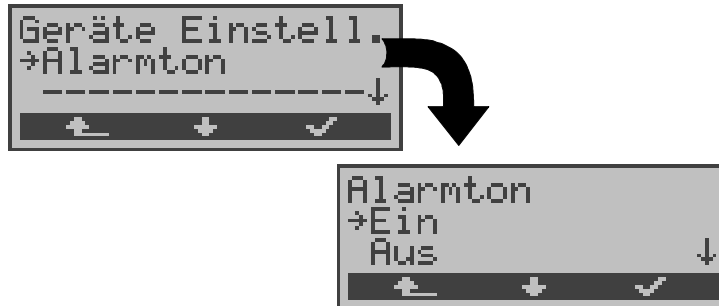 Geräte Einstell.
→Alarmton
---------------↓
Alarmton
→Ein
Aus ↓